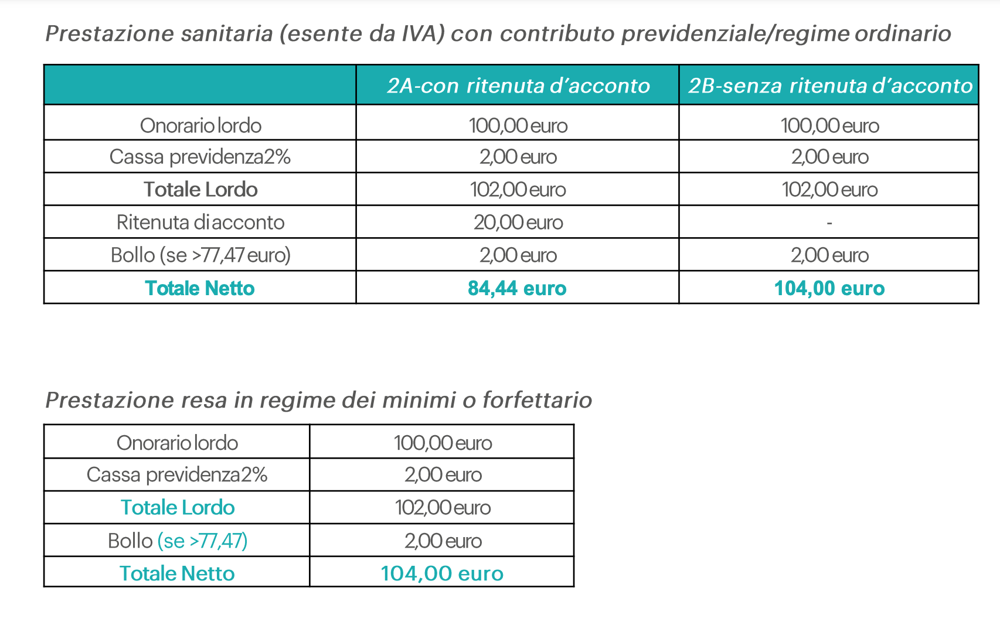 Prestazione sanitaria (esente da IVA) con contributo previdenziale/regime ordinario
2A-con ritenuta d’acconto 2B-senza ritenuta d’acconto
Onorario lordo 100,00 euro 100,00 euro
Cassa previdenza2% 2,00 euro 2,00 euro
Totale Lordo 102,00 euro 102,00 euro
Ritenuta di acconto 20,00 euro -
Bollo (se >77,47 euro) 2,00 euro 2,00 euro
Totale Netto 84,44 euro 104,00 euro
Prestazione resa in regime dei minimi o forfettario
Onorario lordo 100,00 euro
Cassa previdenza2% 2,00 euro
Totale Lordo 102,00 euro
Bollo (se >77,47) 2,00 euro
Totale Netto 104,00 euro